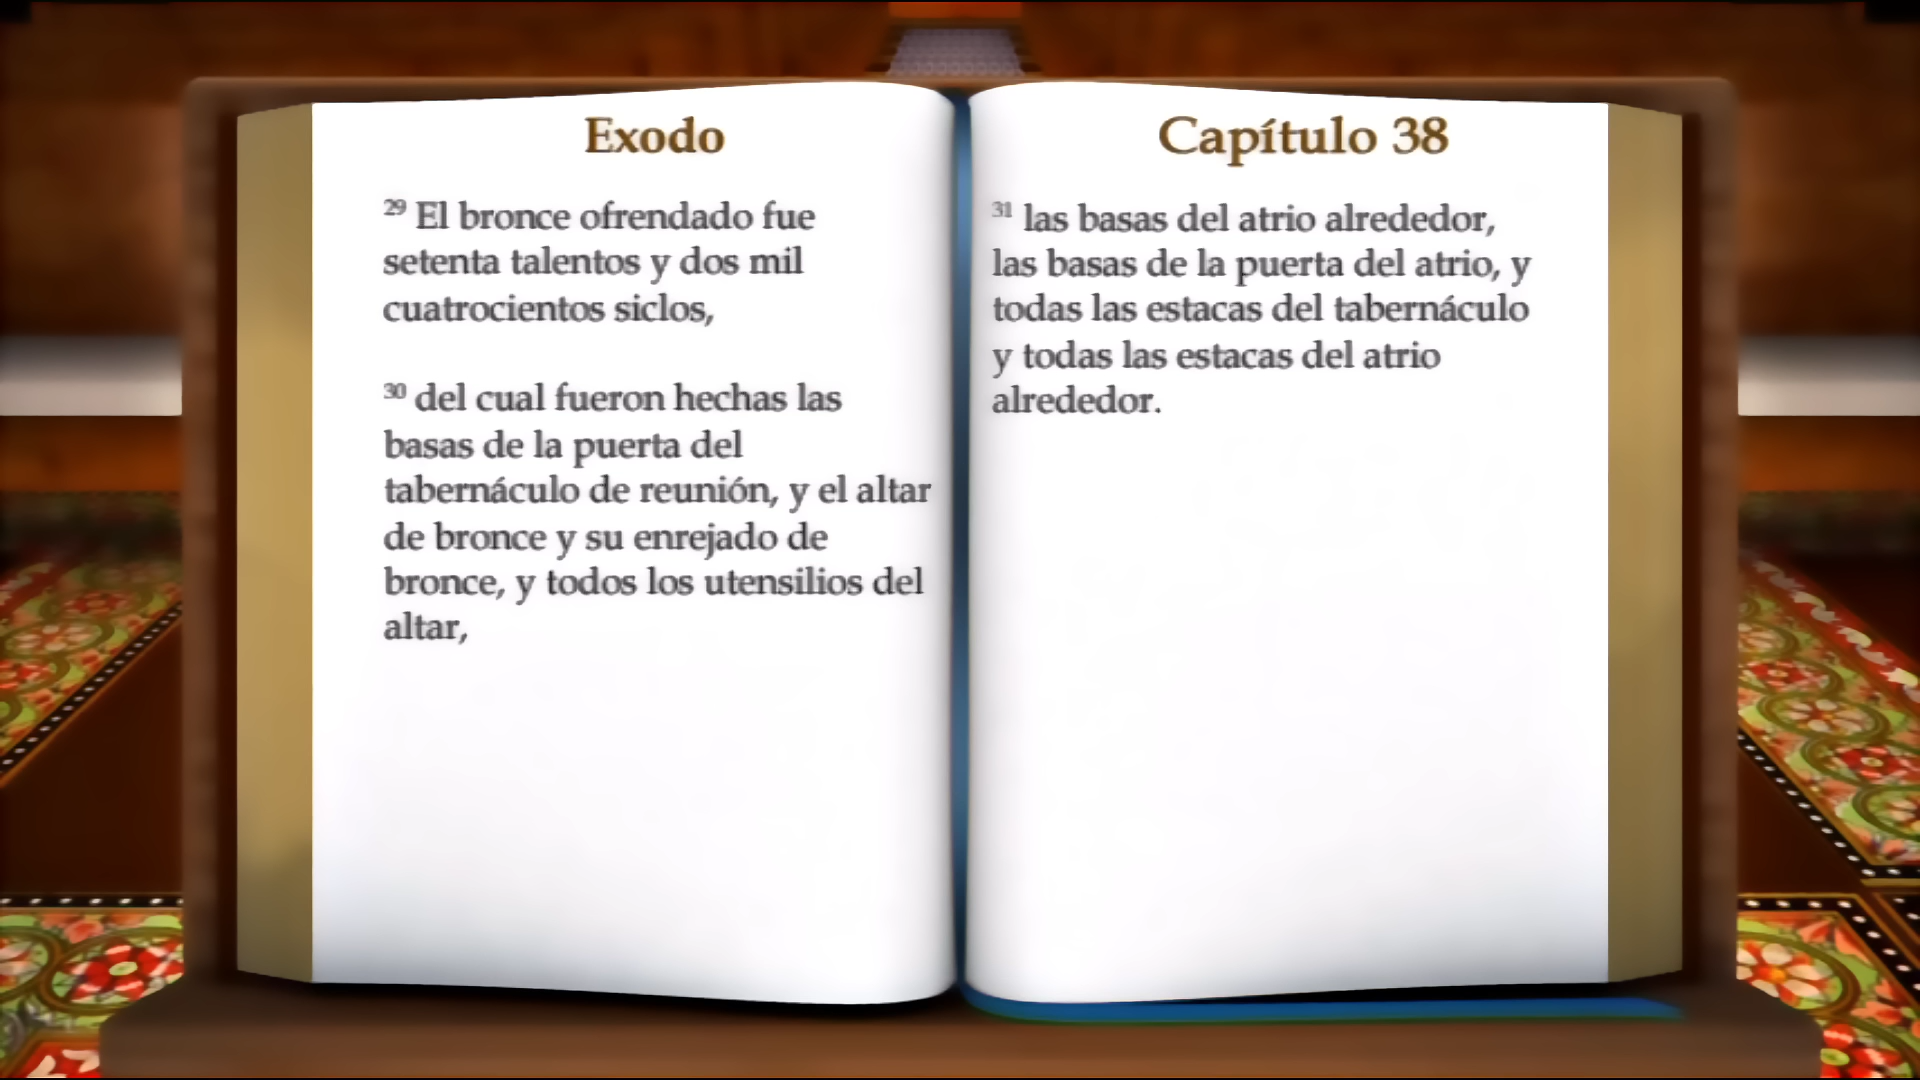 Exodo
29 El bronce ofrendado fue
setenta talentos y dos mil
cuatrocientos siclos,
30 del cual fueron hechas las
basas de la puerta del
tabernáculo de reunión, y el altar
de bronce y su enrejado de
bronce, y todos los utensilios del
altar,
Capítulo 38
31 las basas del atrio alrededor,
las basas de la puerta del atrio, y
todas las estacas del tabernáculo
y todas las estacas del atrio
alrededor.